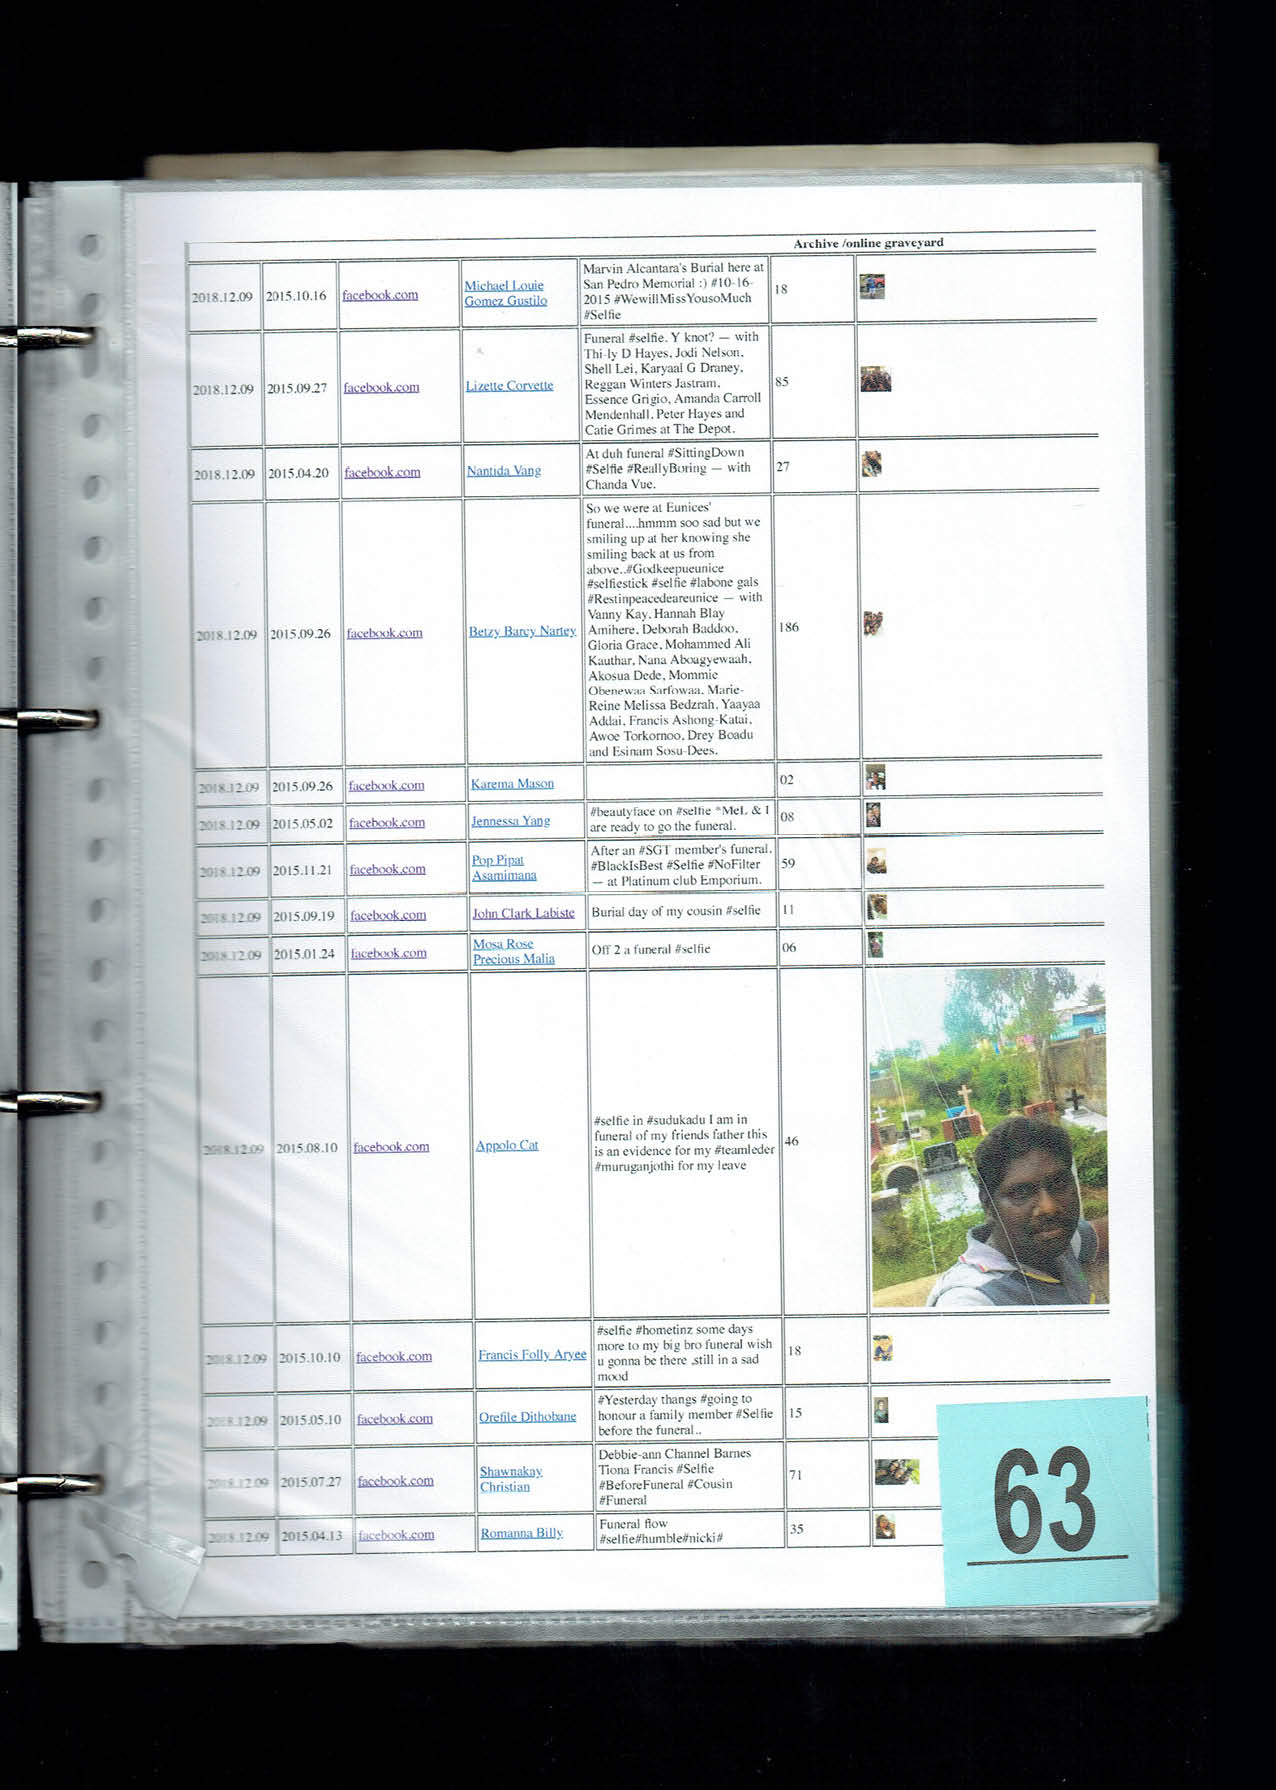 Archive /online graveyard
2018.12.09 2015.10.16 facebook.com Michael Louie Gomez Gustilo
Marvin Alcantara's Burial here at
San Pedro Memorial :) #10-16-
2015 #WewillMissYousoMuch
#Selfie
18
2018.12.09 2015.09.27 facebook.com Lizette Corvette
Funeral #selfie. Y knot? — with
Thi-ly D Hayes, Jodi Nelson,
Shell Lei, Karyaal G Draney,
Reggan Winters Jastram,
Essence Grigio, Amanda Carroll
Mendenhall, Peter Hayes and
Catie Grimes at The Depot.
85
2018.12.09 2015.04.20 facebook.com Nantida Vang
At duh funeral #SittingDown
#Selfie #ReallyBoring — with
Chanda Vue.
27
2018.12.09 2015.09.26 facebook.com Betzy Barcy Nartey
So we were at Eunices'
funeral....hmmm soo sad but we
smiling up at her knowing she
smiling back at us from
above..#Godkeepueunice
#selfiestick #selfie #labone gals
#Restinpeacedeareunice — with
Vanny Kay, Hannah Blay
Amihere, Deborah Baddoo,
Gloria Grace, Mohammed Ali
Kauthar, Nana Aboagyewaah,
Akosua Dede, Mommie
Obenewaa Sarfowaa, Marie-
Reine Melissa Bedzrah, Yaayaa
Addai, Francis Ashong-Katai,
Awoe Torkornoo, Drey Boadu
and Esinam Sosu-Dees.
186
2018.12.09 2015.09.26 facebook.com Karema Mason
02
2018.12.09 2015.05.02 facebook.com Jennessa Yang
#beautyface on #selfie *MeL & I
are ready to go the funeral.
08
2018.12.09 2015.11.21 facebook.com Pop Pipat Asamimana
After an #SGT member's funeral.
#BlackIsBest #Selfie #NoFilter
— at Platinum club Emporium.
59
2018.12.09 2015.09.19 facebook.com John Clark Labiste
Burial day of my cousin #selfie
11
2018.12.09 2015.01.24 facebook.com Mosa Rose Precious Malia
Off 2 a funeral #selfie
06
2018.12.09 2015.08.10 facebook.com Appolo Cat
#selfie in #sudukadu I am in
funeral of my friends father this
is an evidence for my #teamleder
#muruganjothi for my leave
46
2018.12.09 2015.10.10 facebook.com Francis Folly Aryee
#selfie #hometinz some days
more to my big bro funeral wish
u gonna be there ,still in a sad
mood
18
2018.12.09 2015.05.10 facebook.com Orefile Dithobane
#Yesterday thangs #going to
honour a family member #Selfie
before the funeral..
15
2018.12.09 2015.07.27 facebook.com Shawnakay Christian
Debbie-ann Channel Barnes
Tiona Francis #Selfie
#BeforeFuneral #Cousin
#Funeral
71
2018.12.09 2015.04.13 facebook.com Romanna Billy
Funeral flow
#selfie#humble#nicki#
35
63